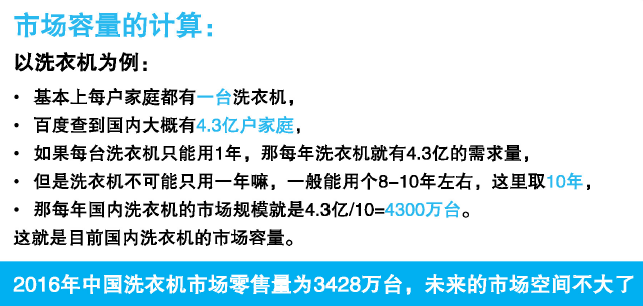 市场容量的计算：
以洗衣机为例：
• 基本上每户家庭都有一台洗衣机，
• 百度查到国内大概有4.3亿户家庭，
• 如果每台洗衣机只能用1年，那每年洗衣机就有4.3亿的需求量，
• 但是洗衣机不可能只用一年嘛，一般能用个8-10年左右，这里取10年，
• 那每年国内洗衣机的市场规模就是4.3亿/10=4300万台。
这就是目前国内洗衣机的市场容量。
2016年中国洗衣机市场零售量为3428万台，未来的市场空间不大了